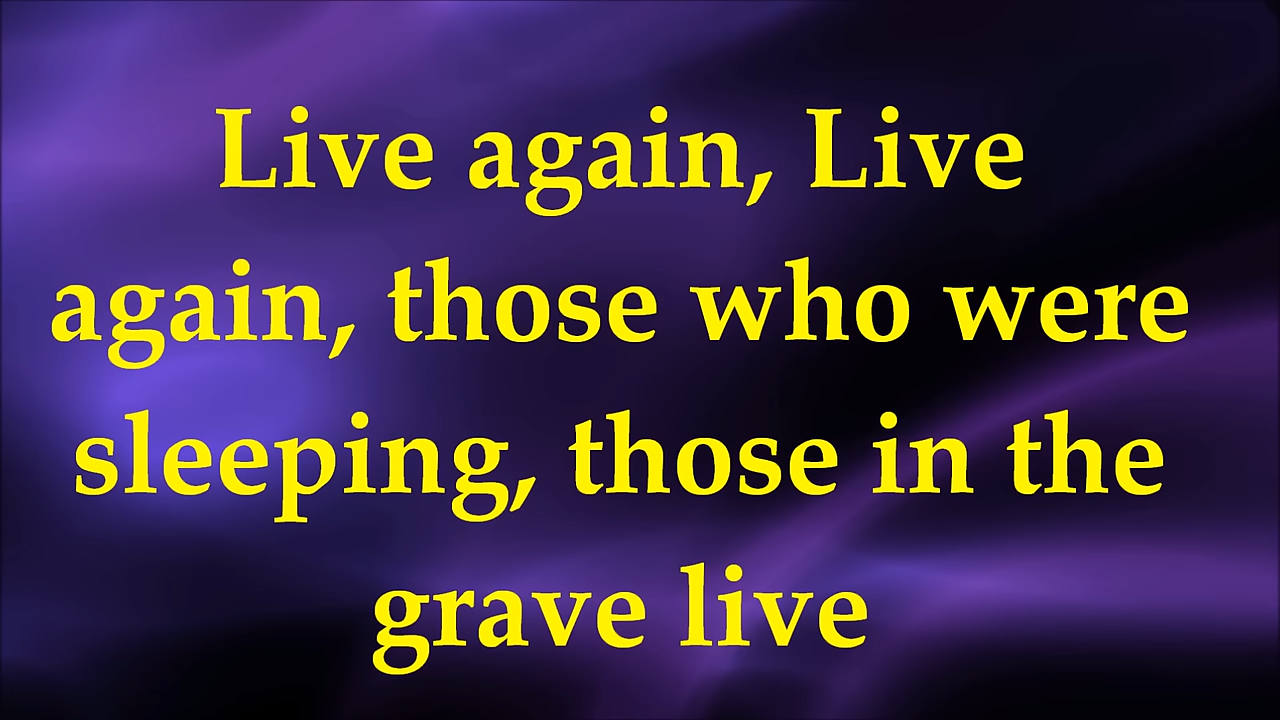 Live again, Live
again, those who were
sleeping, those in the
grave live